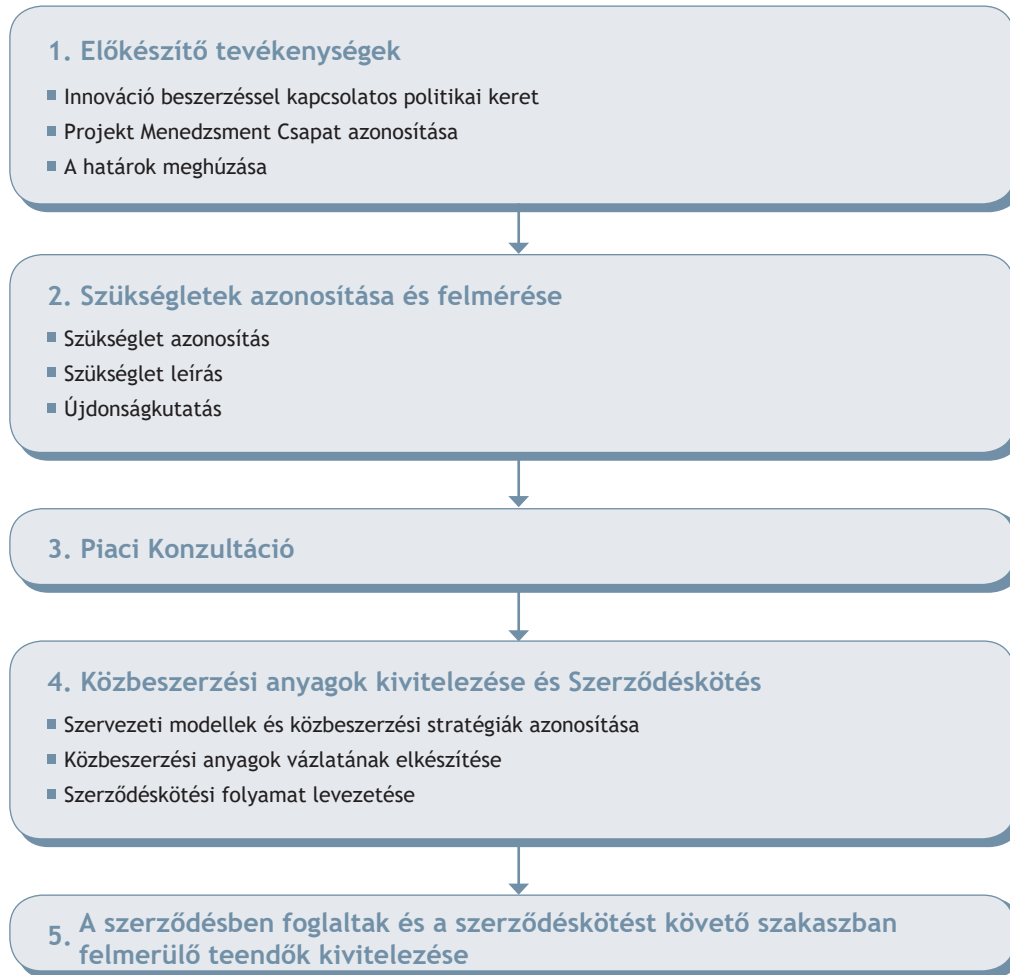 1. Előkészítő tevékenységek
Innováció beszerzéssel kapcsolatos politikai keret
Projekt Menedzsment Csapat azonosítása
A határok meghúzása
2. Szükségletek azonosítása és felmérése
Szükséglet azonosítás
Szükséglet leírás
Újdonságkutatás
3. Piaci Konzultáció
4. Közbeszerzési anyagok kivitelezése és Szerződéskötés
Szervezeti modellek és közbeszerzési stratégiák azonosítása
Közbeszerzési anyagok vázlatának elkészítése
Szerződéskötési folyamat levezetése
5. A szerződésben foglaltak és a szerződéskötést követő szakaszban
felmerülő teendők kivitelezése